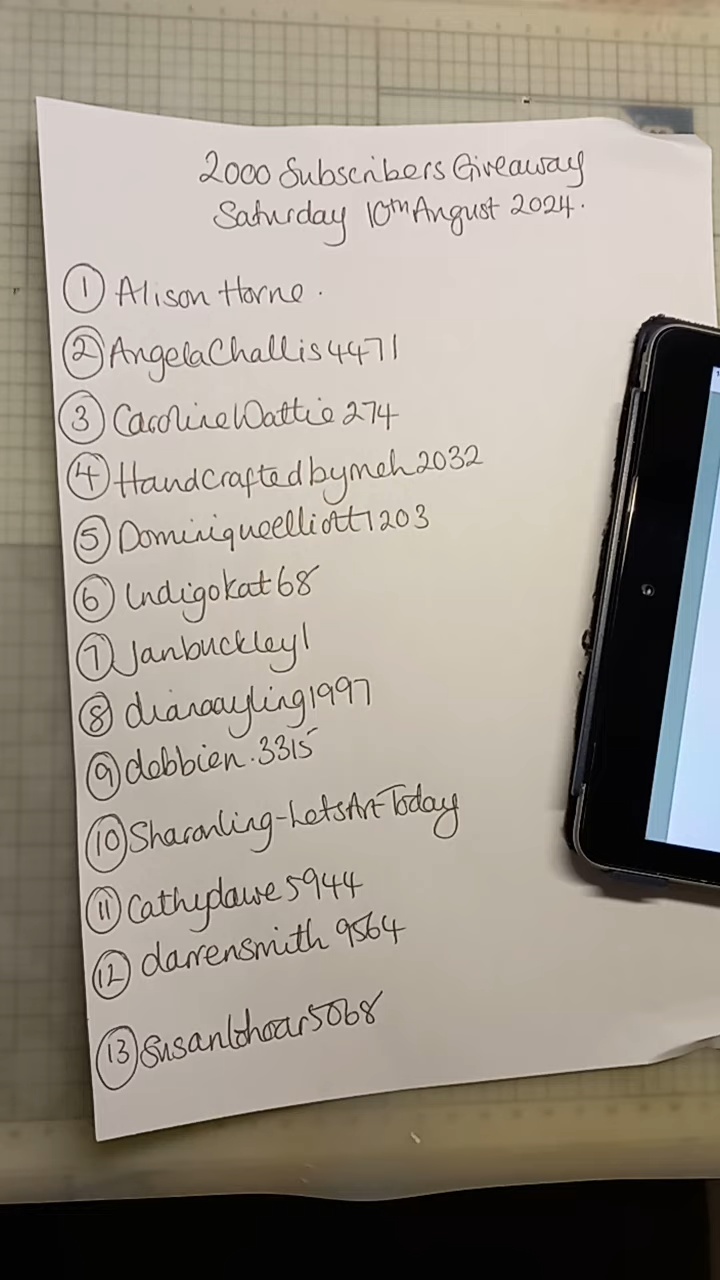 2000 Subscribers Giveaway
Saturday 10th August 2024.
1 Alison Horne.
2 AngelaChallis4471
3 CarolineWattie274
4 Handcraftedbymeh2032
5 Dominiqueelliott1203
6 Indigokat68
7 Janbuckley1
8 dianaayling1997
9 debbien.3315
10 Sharonling-LetsArtToday
11 Cathydawe5944
12 darrensmith9564
13